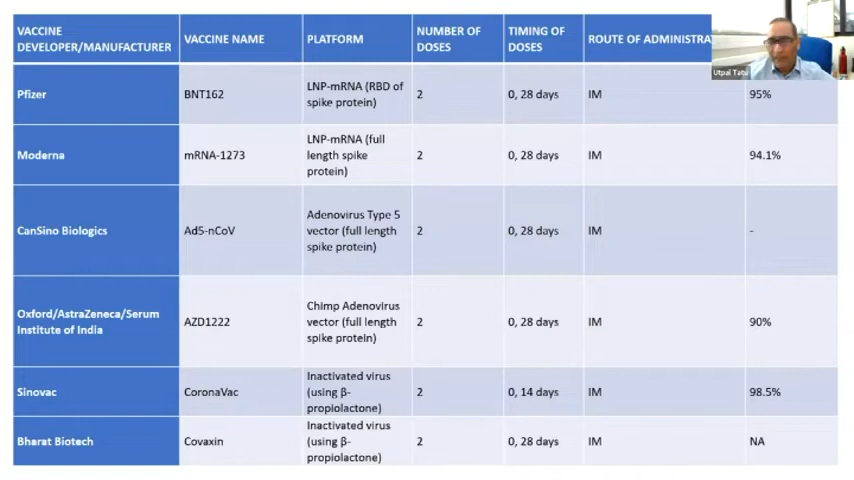 VACCINE
DEVELOPER/MANUFACTURER
VACCINE NAME
PLATFORM
NUMBER OF
DOSES
TIMING OF
DOSES
ROUTE OF
Utpal Tatu
Pfizer
BNT162
LNP-mRNA (RBD of
spike protein)
2
0, 28 days
IM
95%
Moderna
mRNA-1273
LNP-mRNA (full
length spike
protein)
2
0, 28 days
IM
94.1%
CanSino Biologics
Ad5-nCoV
Adenovirus Type 5
vector (full length
spike protein)
2
0, 28 days
IM
-
Oxford/AstraZeneca/Serum
Institute of India
AZD1222
Chimp Adenovirus
vector (full length
spike protein)
2
0, 28 days
IM
90%
Sinovac
CoronaVac
Inactivated virus
(using β-
propiolactone)
2
0, 14 days
IM
98.5%
Bharat Biotech
Covaxin
Inactivated virus
(using β-
propiolactone)
2
0, 28 days
IM
NA